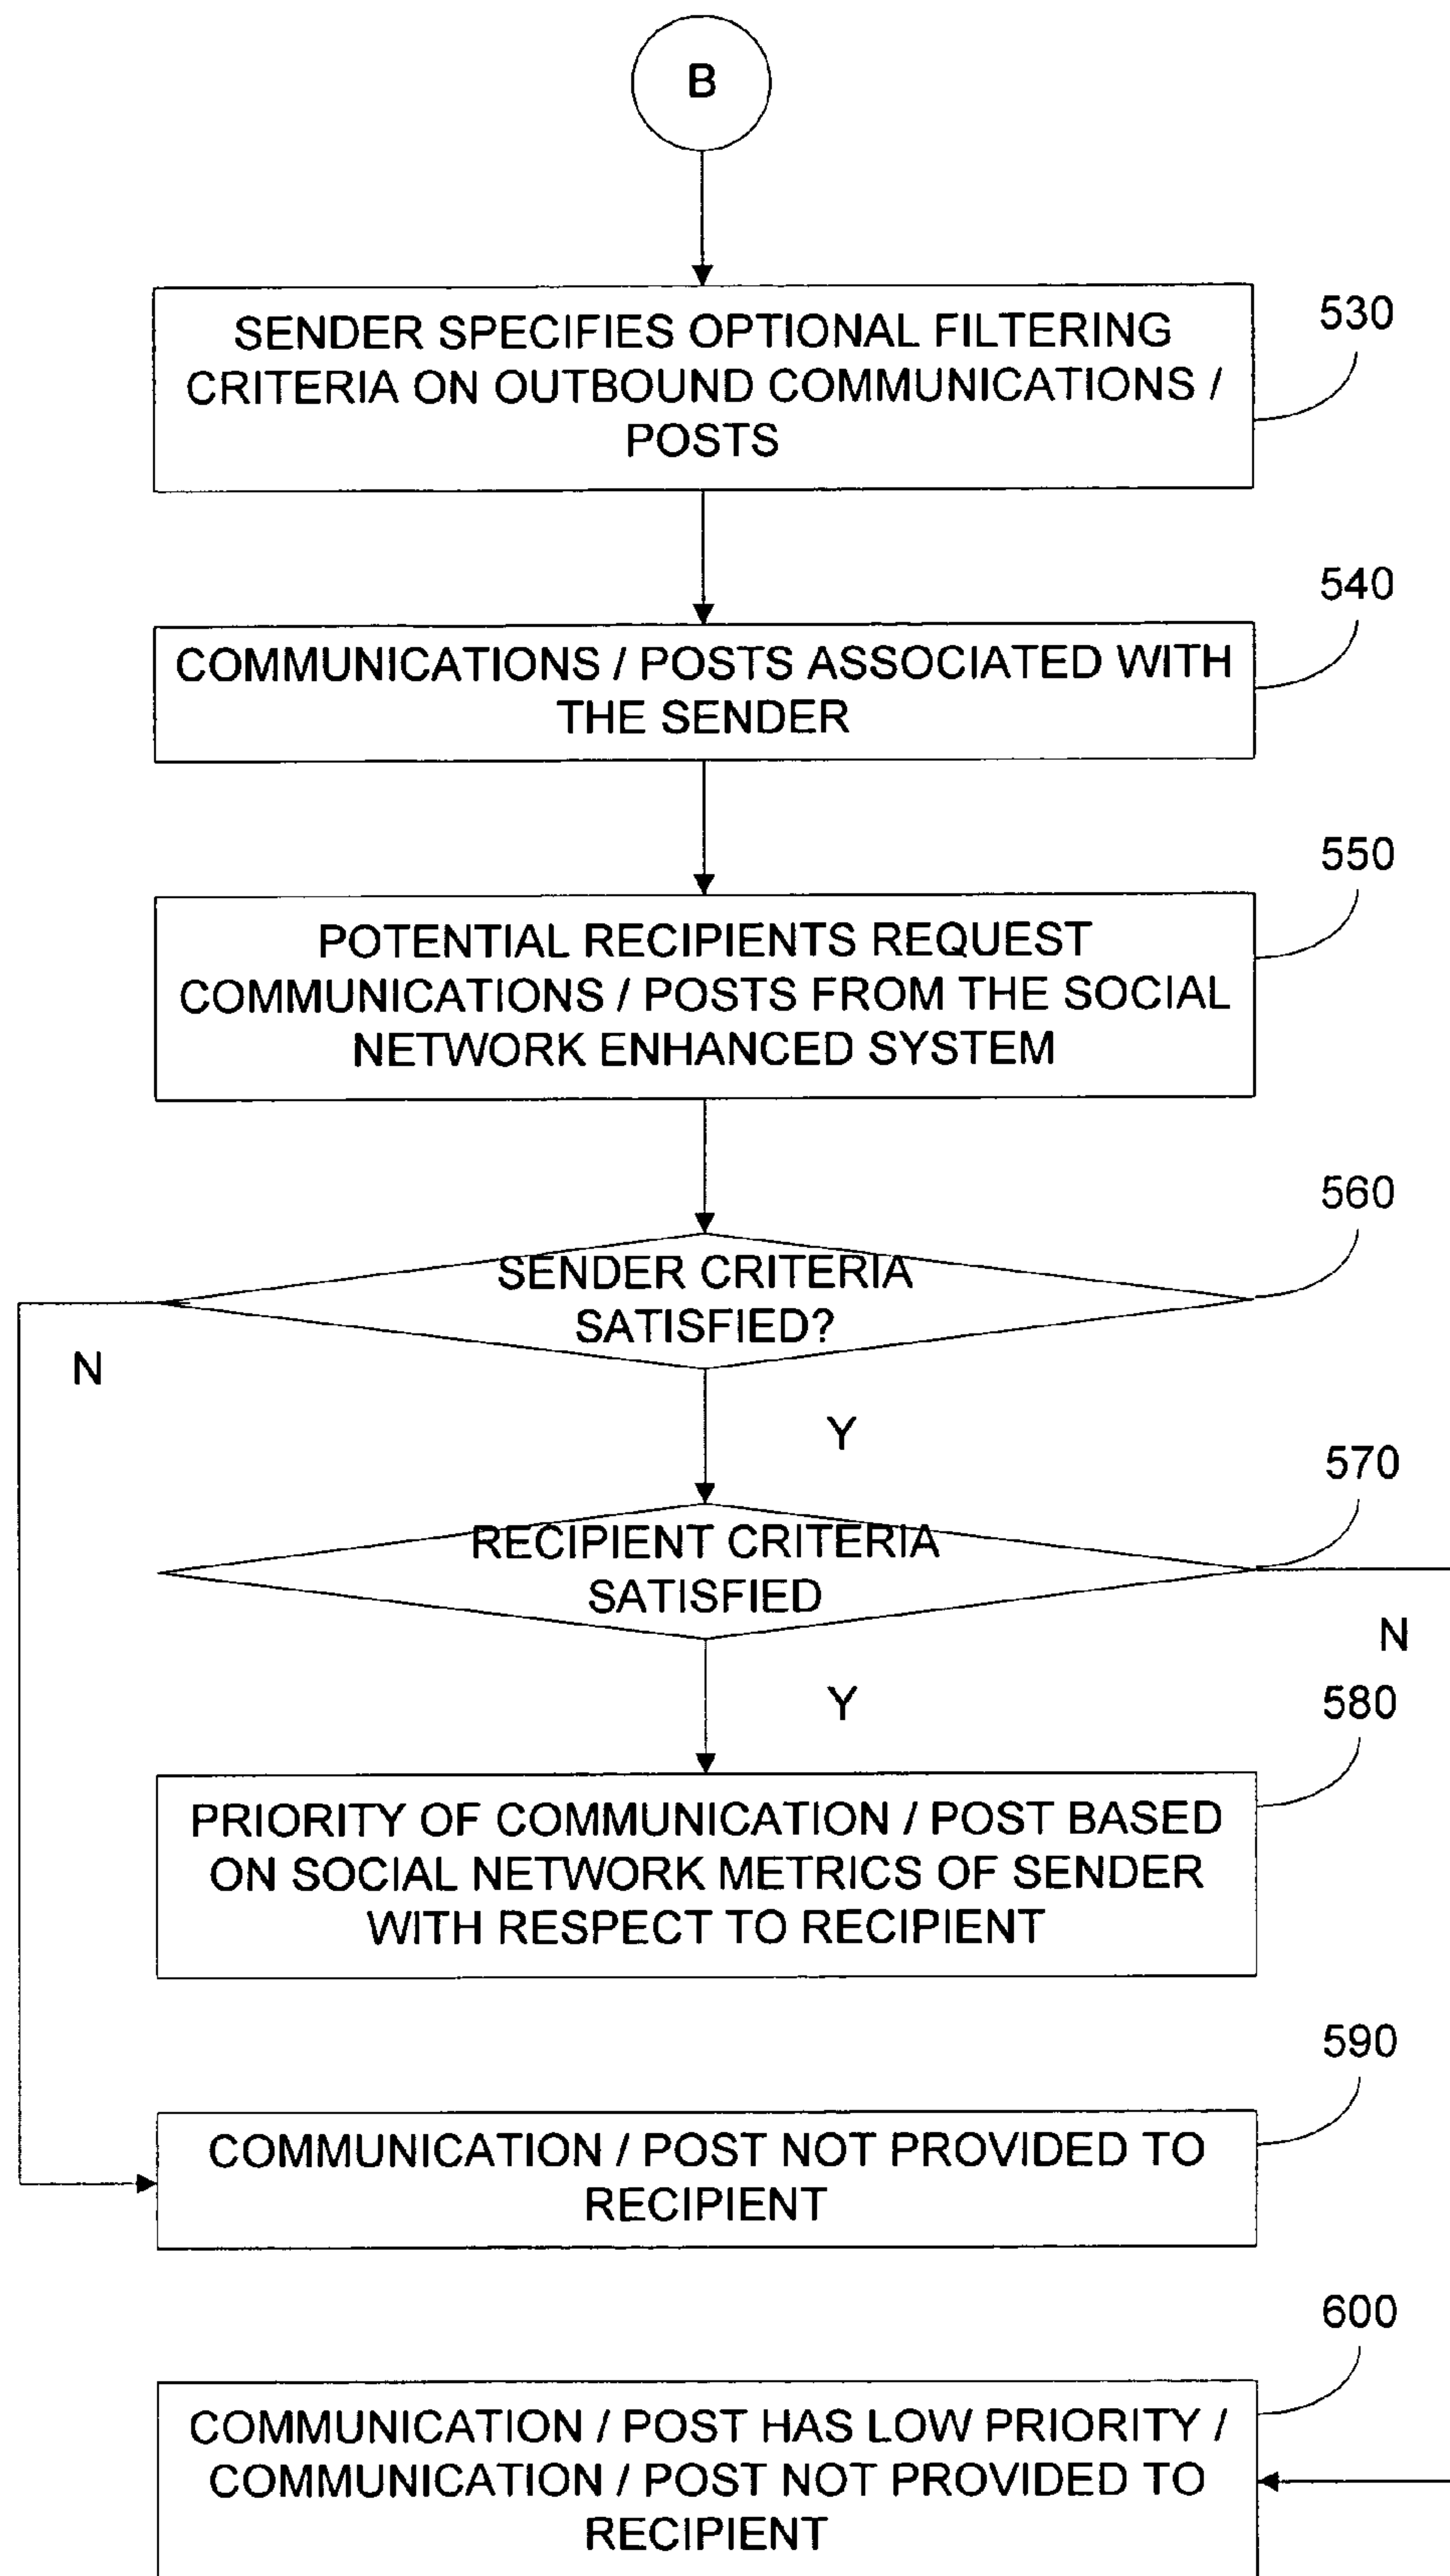 B
530
SENDER SPECIFIES OPTIONAL FILTERING
CRITERIA ON OUTBOUND COMMUNICATIONS /
POSTS
540
COMMUNICATIONS / POSTS ASSOCIATED WITH
THE SENDER
550
POTENTIAL RECIPIENTS REQUEST
COMMUNICATIONS / POSTS FROM THE SOCIAL
NETWORK ENHANCED SYSTEM
560
SENDER CRITERIA
SATISFIED?
N
Y
570
RECIPIENT CRITERIA
SATISFIED
N
Y
580
PRIORITY OF COMMUNICATION / POST BASED
ON SOCIAL NETWORK METRICS OF SENDER
WITH RESPECT TO RECIPIENT
590
COMMUNICATION / POST NOT PROVIDED TO
RECIPIENT
600
COMMUNICATION / POST HAS LOW PRIORITY /
COMMUNICATION / POST NOT PROVIDED TO
RECIPIENT